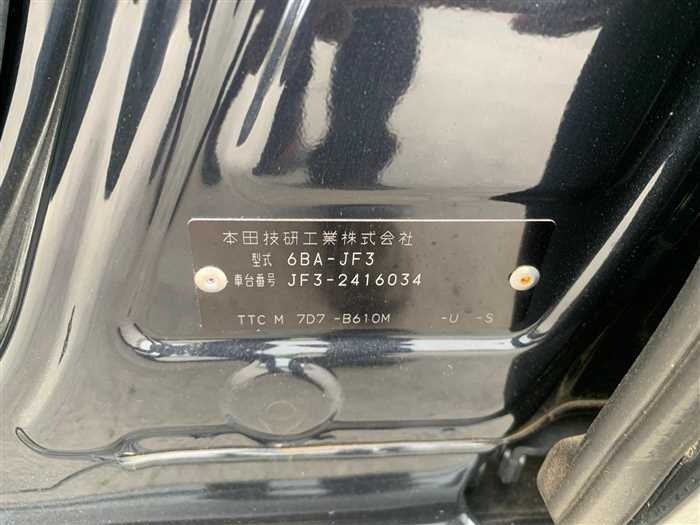 本田技研工業株式会社
型式 6BA-JF3
車台番号 JF3-2416034
TTC M 7D7 -B610M -U -S